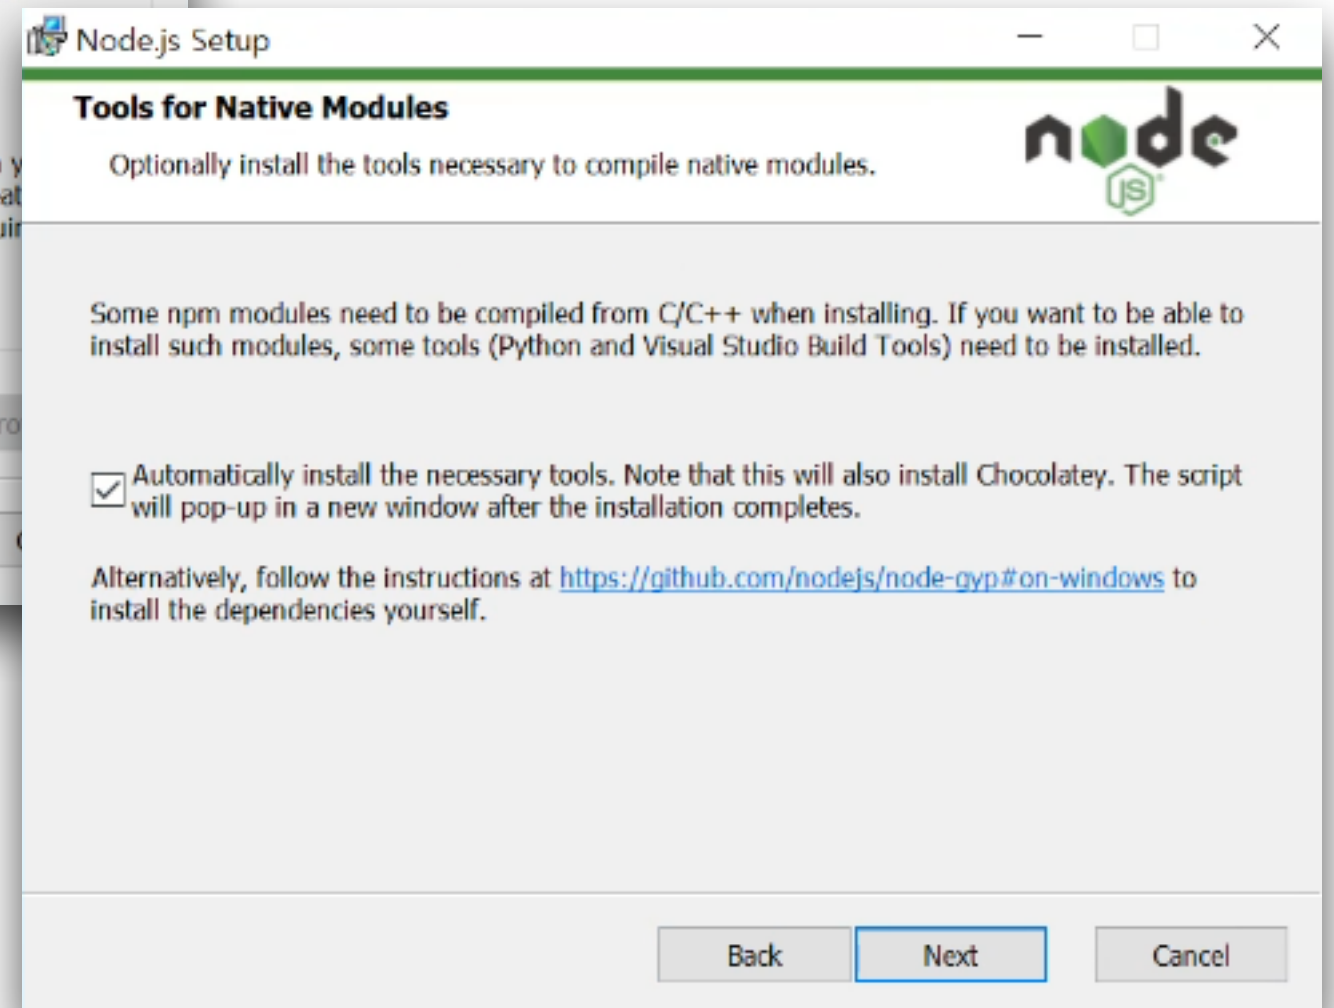 Node.js Setup
Tools for Native Modules
Optionally install the tools necessary to compile native modules.
node
JS
Some npm modules need to be compiled from C/C++ when installing. If you want to be able to
install such modules, some tools (Python and Visual Studio Build Tools) need to be installed.
Automatically install the necessary tools. Note that this will also install Chocolatey. The script
will pop-up in a new window after the installation completes.
Alternatively, follow the instructions at https://github.com/nodejs/node-gyp#on-windows to
install the dependencies yourself.
Back
Next
Cancel